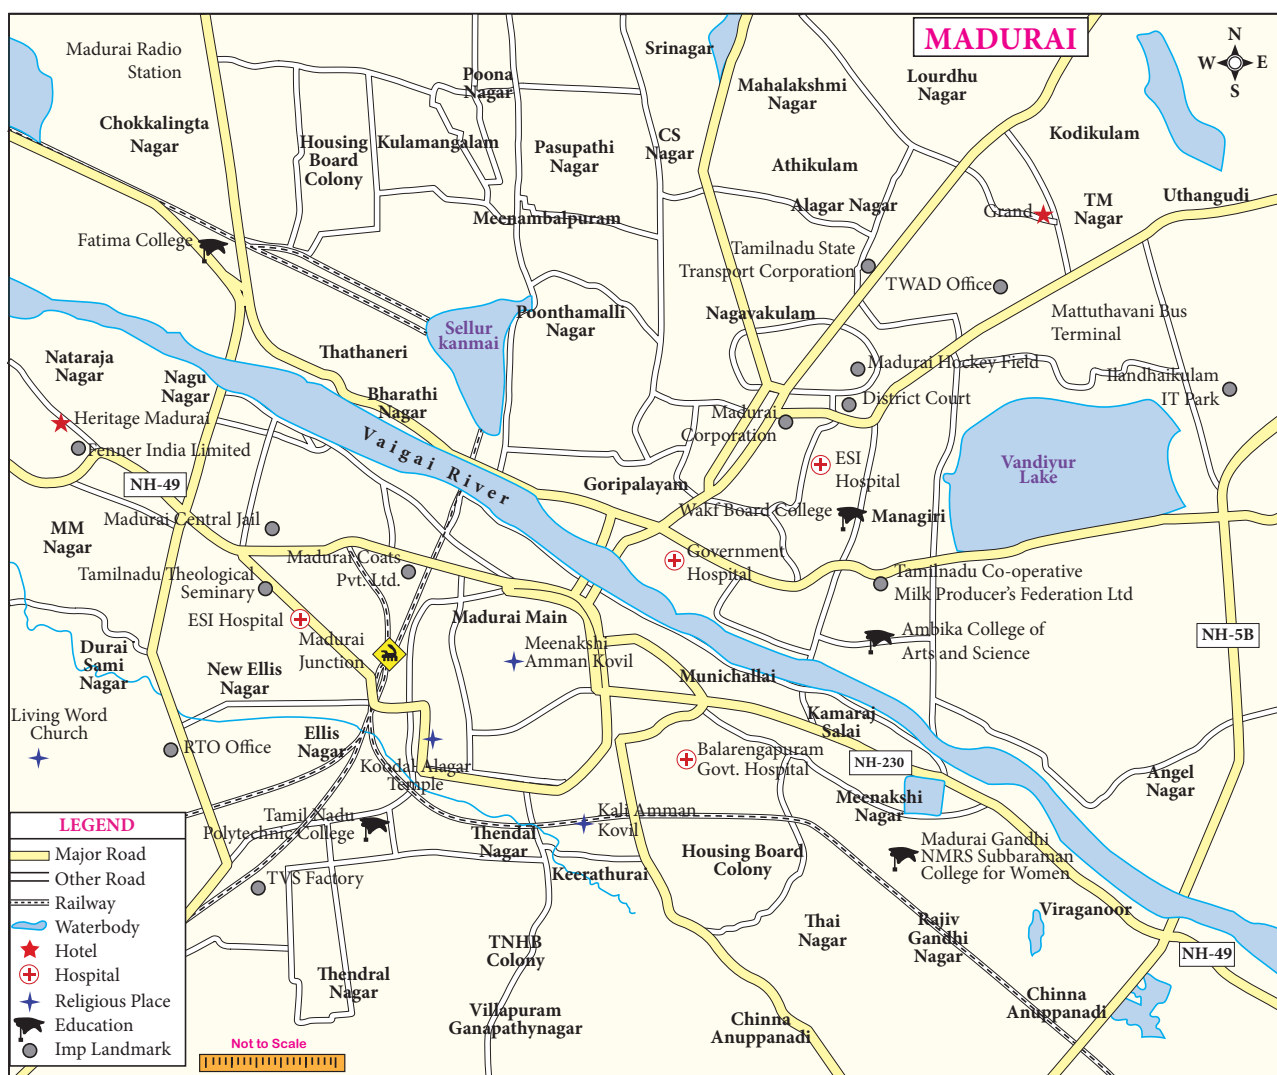 MADURAI
N
W E
S
Madurai Radio
Station
Srinagar
Poona
Nagar
Mahalakshmi
Nagar
Lourdhu
Nagar
Chokkalingta
Nagar
Housing
Board
Colony
Kulamangalam
Pasupathi
Nagar
CS
Nagar
Kodikulam
Athikulam
Alagar Nagar
Meenambalpuram
Grand
TM
Nagar
Uthangudi
Fatima College
Tamilnadu State
Transport Corporation
TWAD Office
Sellur
kanmai
Poonthamalli
Nagar
Nagavakulam
Mattuthavani Bus
Terminal
Nataraja
Nagar
Thathaneri
Nagu
Nagar
Bharathi
Nagar
Madurai Hockey Field
Ilandhaikulam
IT Park
District Court
Heritage Madurai
Madurai
Corporation
Fenner India Limited
Vaigai River
NH-49
Goripalayam
ESI
Hospital
Vandiyur
Lake
Wakf Board College
Managiri
Madurai Central Jail
MM
Nagar
Madurai Coats
Pvt. Ltd.
Government
Hospital
Tamilnadu Theological
Seminary
Tamilnadu Co-operative
Milk Producer's Federation Ltd
ESI Hospital
Madurai Main
Madurai
Junction
Meenakshi
Amman Kovil
Ambika College of
Arts and Science
NH-5B
Durai
Sami
Nagar
New Ellis
Nagar
Munichallai
Living Word
Church
Kamaraj
Salai
RTO Office
Ellis
Nagar
Koodal Alagar
Temple
Balarengapuram
Govt. Hospital
NH-230
Angel
Nagar
Meenakshi
Nagar
Tamil Nadu
Polytechnic College
Kali Amman
Kovil
Thendal
Nagar
Madurai Gandhi
NMRS Subbaraman
College for Women
Housing Board
Colony
Keerathurai
TVS Factory
Viraganoor
Thai
Nagar
Rajiv
Gandhi
Nagar
TNHB
Colony
NH-49
Thendral
Nagar
Villapuram
Ganapathynagar
Chinna
Anuppanadi
Chinna
Anuppanadi
LEGEND
Major Road
Other Road
Railway
Waterbody
Hotel
Hospital
Religious Place
Education
Imp Landmark
Not to Scale